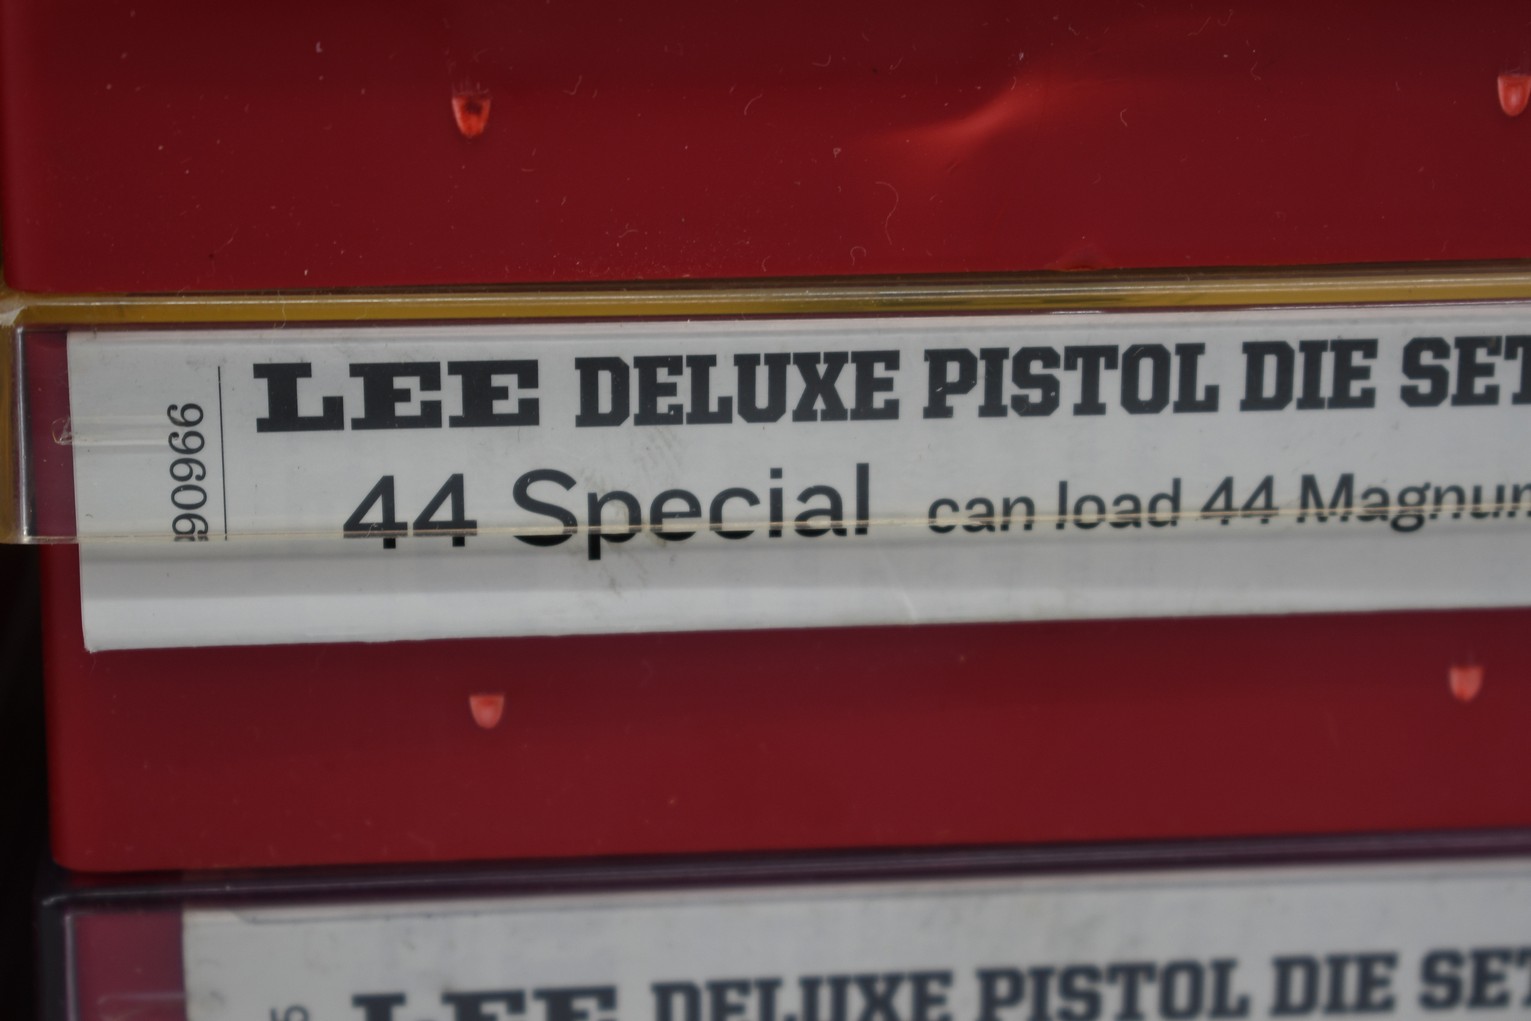 90966
LEE DELUXE PISTOL DIE SET
44 Special can load 44 Magnum
LEE DELUXE PISTOL DIE SET